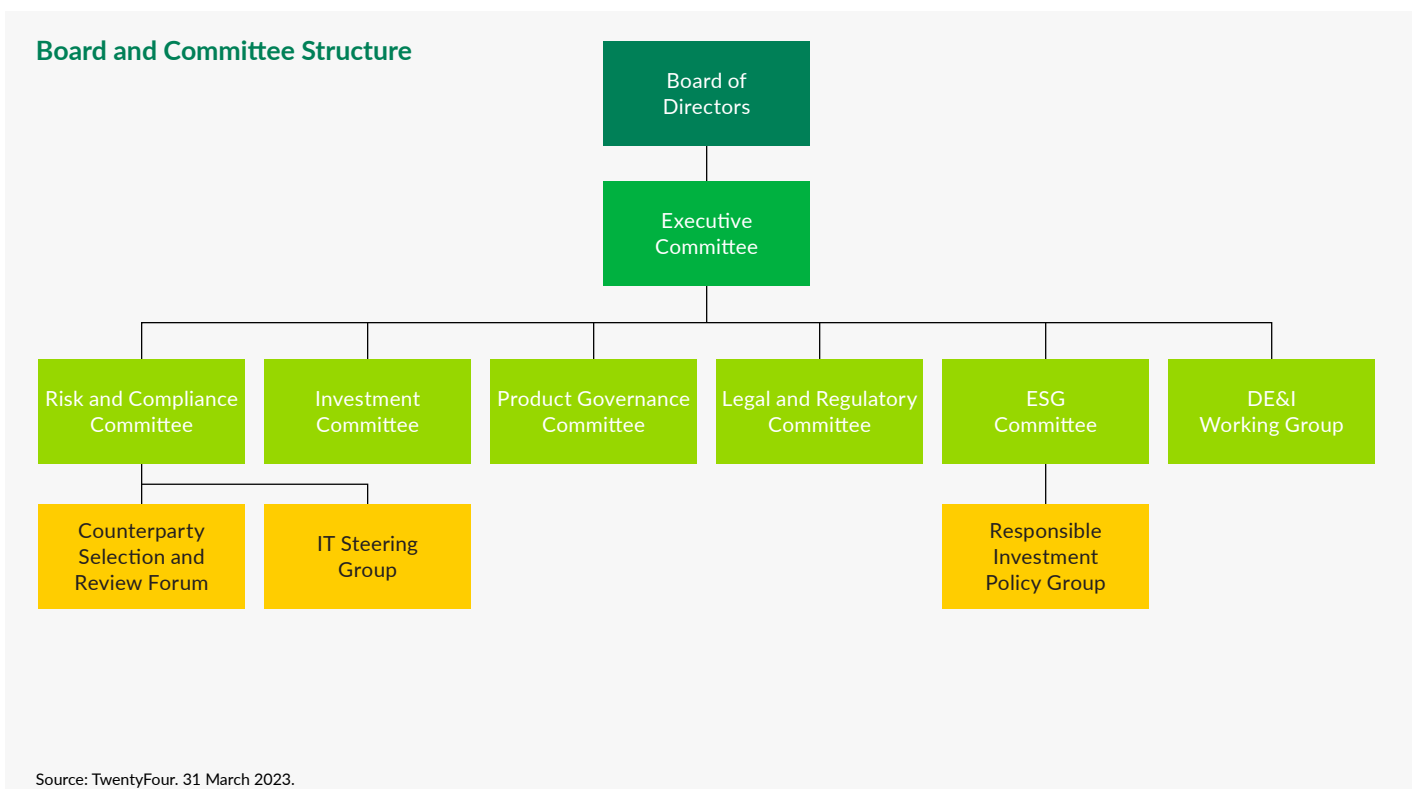 Board and Committee Structure
Board of
Directors
Executive
Committee
Risk and Compliance
Committee
Investment
Committee
Product Governance
Committee
Legal and Regulatory
Committee
ESG
Committee
DE&I
Working Group
Counterparty
Selection and
Review Forum
IT Steering
Group
Responsible
Investment
Policy Group
Source: TwentyFour. 31 March 2023.